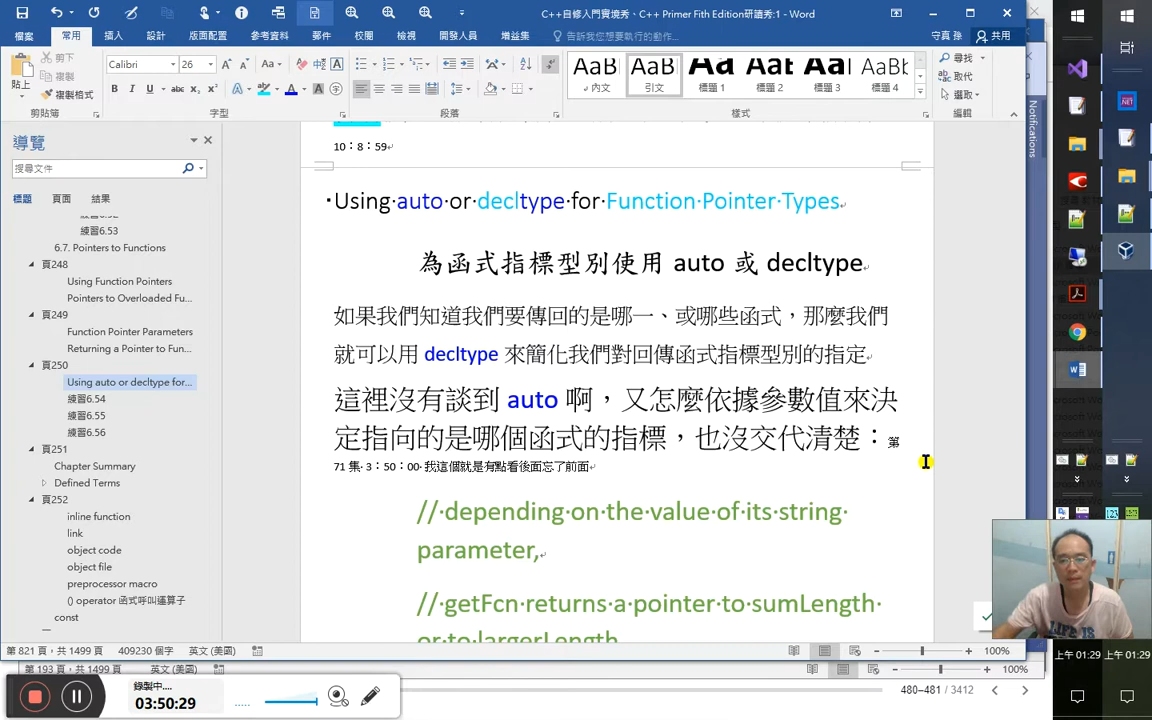 C++自修入門實境秀、C++ Primer Fith Edition研讀秀:1 - Word
檔案 常用 插入 設計 版面配置 參考資料 郵件 校閱 檢視 開發人員 增益集 告訴我您想要執行的動作... 守真 孫 共用
貼上
剪下
複製
複製格式
剪貼簿
Calibri 26
字型
段落
AaB AaBb AaI AaBb AaBI AaBbC
內文 引文 標題 1 標題 2 標題 3 標題 4
樣式
尋找
取代
選取
編輯
導覽
搜尋文件
標題 頁面 結果
練習6.53
6.7. Pointers to Functions
頁248
Using Function Pointers
Pointers to Overloaded Fu...
頁249
Function Pointer Parameters
Returning a Pointer to Fun...
頁250
Using auto or decltype for...
練習6.54
練習6.55
練習6.56
頁251
Chapter Summary
Defined Terms
頁252
inline function
link
object code
object file
preprocessor macro
() operator 函式呼叫運算子
const
10：8：59
Using auto or decltype for Function Pointer Types
為函式指標型別使用 auto 或 decltype
如果我們知道我們要傳回的是哪一、或哪些函式，那麼我們
就可以用 decltype 來簡化我們對回傳函式指標型別的指定
這裡沒有談到 auto 啊，又怎麼依據參數值來決
定指向的是哪個函式的指標，也沒交代清楚：第
71 集 3：50：00 我這個就是有點看後面忘了前面
// depending on the value of its string
parameter,
// getFcn returns a pointer to sumLength
or to largerLength
Notifications
第 821 頁，共 1499 頁 409230 個字 英文 (美國) 100%
第 193 頁，共 1499 頁 英文 (美國) 100%
錄製中....
03:50:29
480–481 / 3412
上午 01:29 上午 01:29